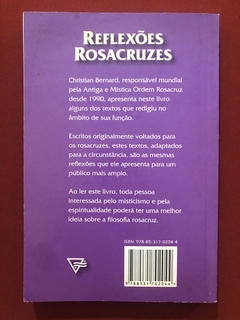 REFLEXÕES
ROSACRUZES
Christian Bernard, responsável mundial
pela Antiga e Mística Ordem Rosacruz
desde 1990, apresenta neste livro
alguns dos textos que redigiu no
âmbito de sua função.
Escritos originalmente voltados para
os rosacruzes, estes textos, adaptados
para a circunstância, são as mesmas
reflexões que ele apresenta para um
público mais amplo.
Ao ler este livro, toda pessoa
interessada pelo misticismo e pela
espiritualidade poderá ter uma melhor
ideia sobre a filosofia rosacruz.
ISBN 978-85-317-0204-4
9 788531 702044